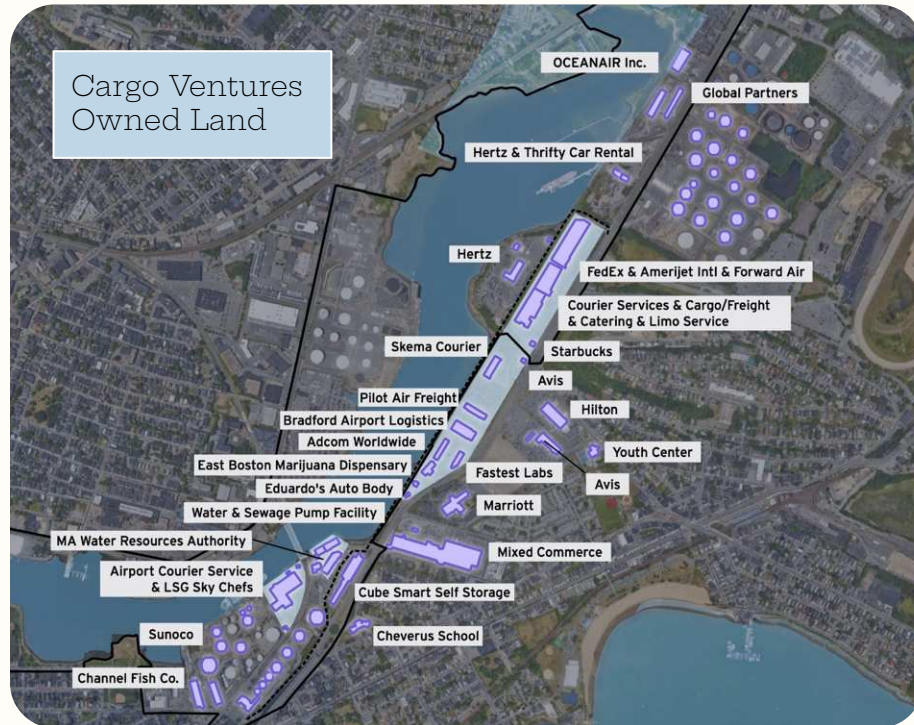 Cargo Ventures
Owned Land
OCEANAIR Inc.
Global Partners
Hertz & Thrifty Car Rental
Hertz
FedEx & Amerijet Intl & Forward Air
Courier Services & Cargo/Freight
& Catering & Limo Service
Skema Courier
Starbucks
Avis
Pilot Air Freight
Hilton
Bradford Airport Logistics
Adcom Worldwide
Youth Center
East Boston Marijuana Dispensary
Fastest Labs
Avis
Eduardo's Auto Body
Marriott
Water & Sewage Pump Facility
MA Water Resources Authority
Mixed Commerce
Airport Courier Service
& LSG Sky Chefs
Cube Smart Self Storage
Sunoco
Cheverus School
Channel Fish Co.